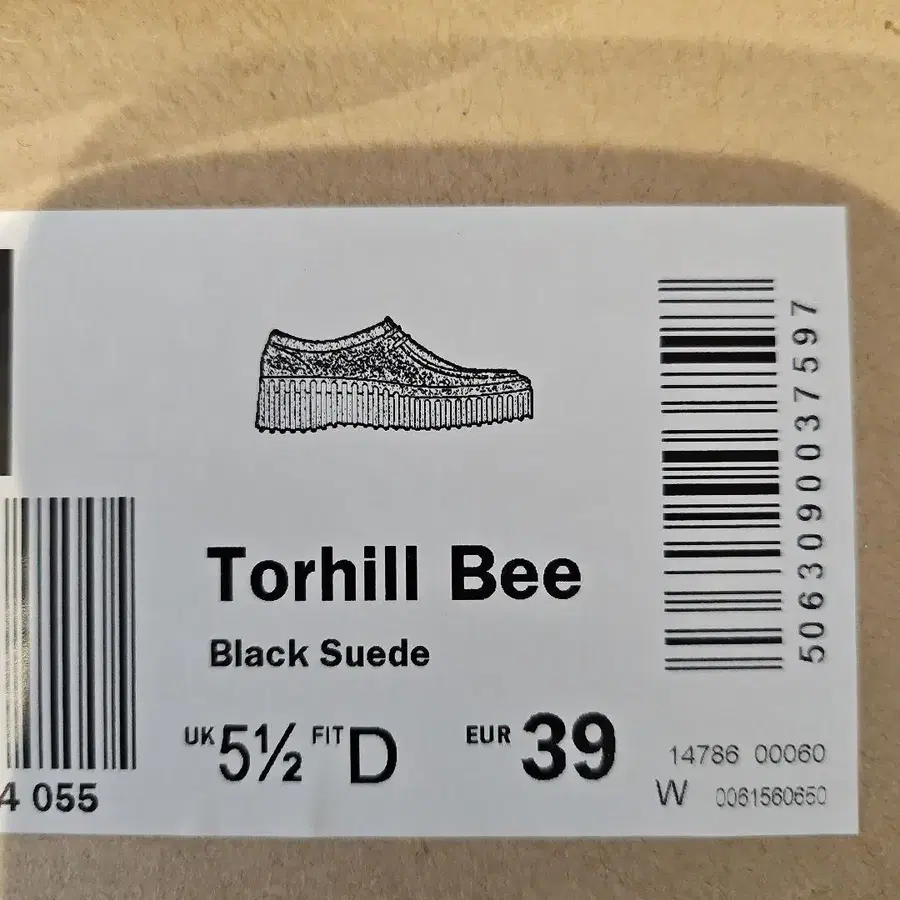 Torhill Bee
Black Suede
UK 5½ FIT D EUR 39
14786 00060
W 0061560650
5063090037597
4 055